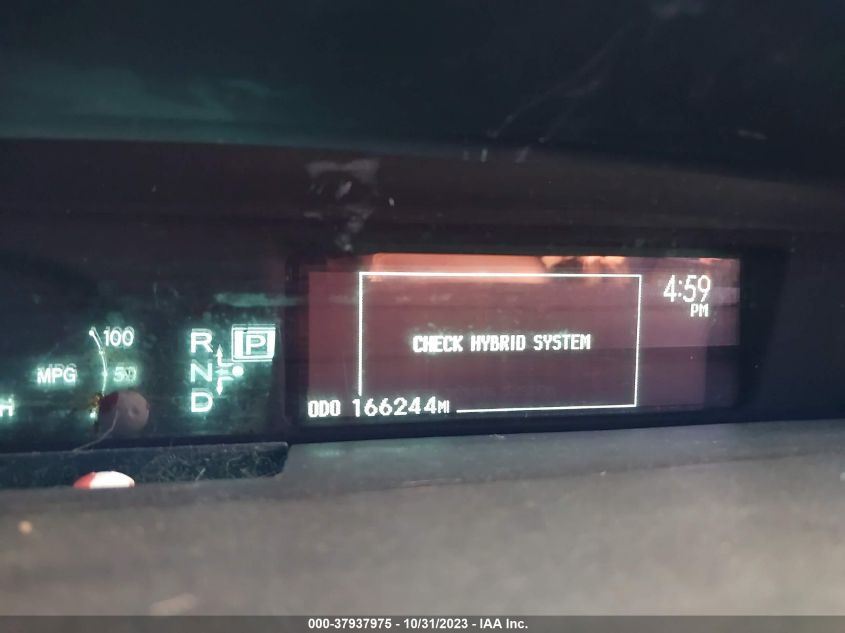 100
MPG
50
H
R
P
N
D
4:59
PM
CHECK HYBRID SYSTEM
ODO 166244MI
000-37937975 - 10/31/2023 - IAA Inc.